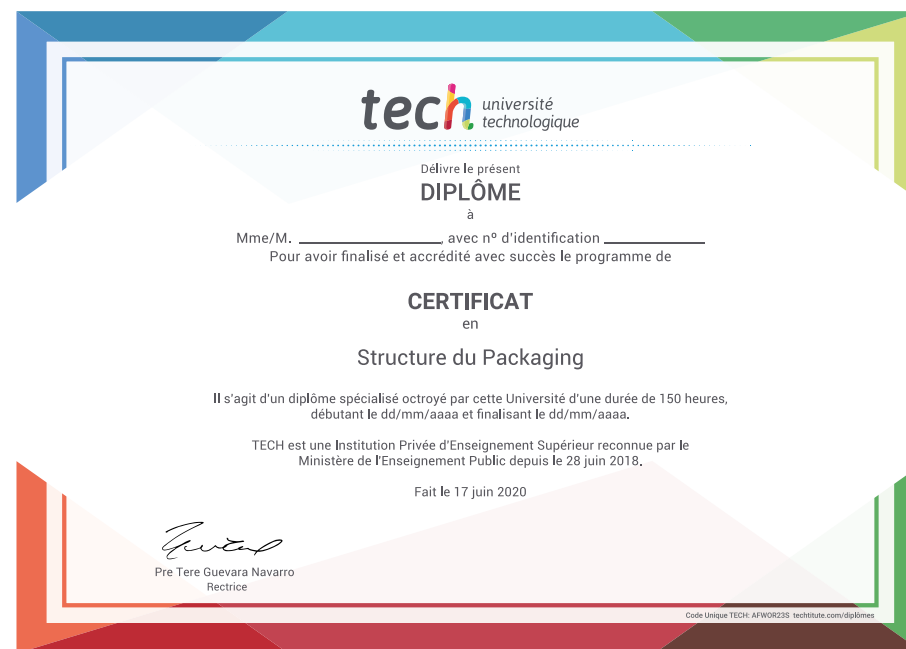 tech université
technologique
Délivre le présent
DIPLÔME
à
Mme/M. ____________________, avec nº d'identification ______________
Pour avoir finalisé et accrédité avec succès le programme de
CERTIFICAT
en
Structure du Packaging
Il s'agit d'un diplôme spécialisé octroyé par cette Université d'une durée de 150 heures,
débutant le dd/mm/aaaa et finalisant le dd/mm/aaaa.
TECH est une Institution Privée d'Enseignement Supérieur reconnue par le
Ministère de l'Enseignement Public depuis le 28 juin 2018.
Fait le 17 juin 2020
Pre Tere Guevara Navarro
Rectrice
Code Unique TECH: AFWOR23S techtitute.com/diplômes